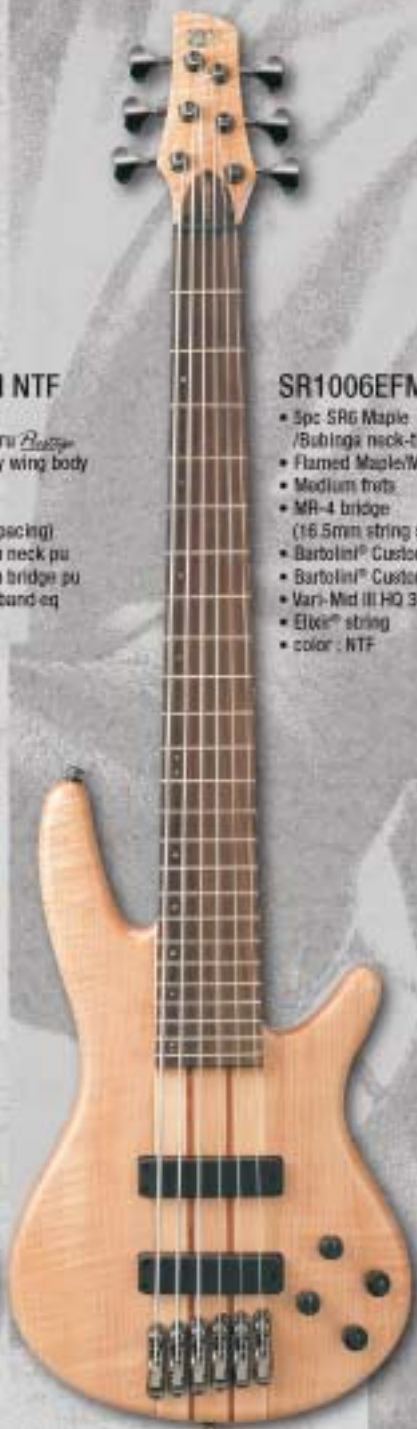 NTF
ru Prestige
y wing body
pacing)
n neck pu
n bridge pu
band eq
SR1006EFM
• 5pc SR6 Maple
/Bubinga neck-t
• Flamed Maple/M
• Medium frets
• MR-4 bridge
(16.5mm string s
• Bartolini® Custo
• Bartolini® Custo
• Vari-Mid III HQ 3
• Elixir® string
• color : NTF